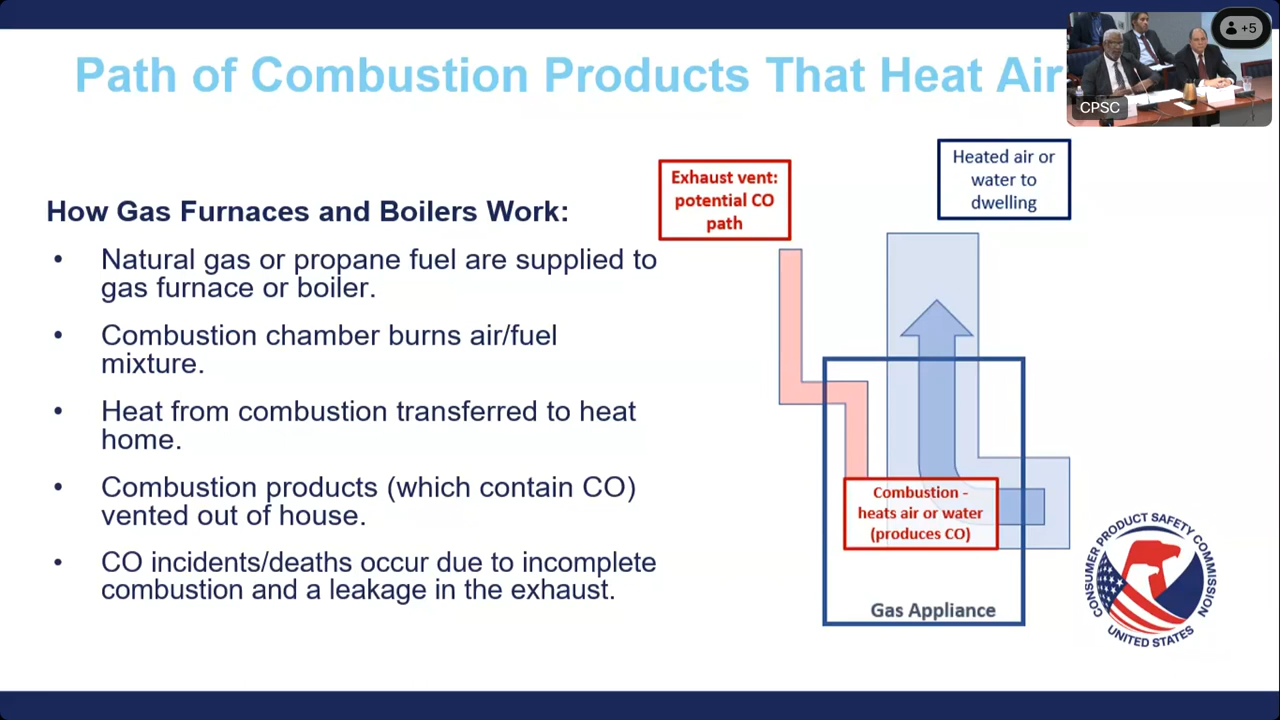 Path of Combustion Products That Heat Air
+5
CPSC
How Gas Furnaces and Boilers Work:
• Natural gas or propane fuel are supplied to
gas furnace or boiler.
• Combustion chamber burns air/fuel
mixture.
• Heat from combustion transferred to heat
home.
• Combustion products (which contain CO)
vented out of house.
• CO incidents/deaths occur due to incomplete
combustion and a leakage in the exhaust.
Exhaust vent:
potential CO
path
Heated air or
water to
dwelling
Combustion -
heats air or water
(produces CO)
Gas Appliance
CONSUMER PRODUCT SAFETY COMMISSION
UNITED STATES